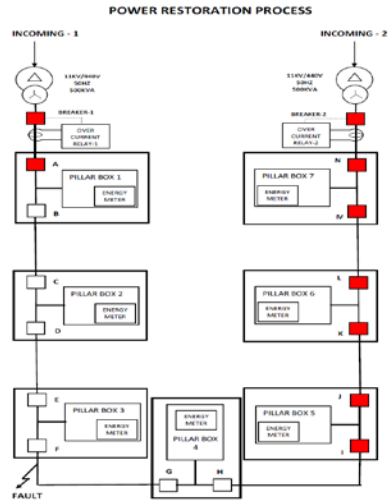 POWER RESTORATION PROCESS
INCOMING - 1
INCOMING - 2
11KV/440V
50HZ
500KVA
11KV/440V
50HZ
500KVA
BREAKER-1
BREAKER-2
OVER
CURRENT
RELAY-1
OVER
CURRENT
RELAY-2
A
PILLAR BOX 1
ENERGY
METER
B
N
PILLAR BOX 7
ENERGY
METER
C
PILLAR BOX 2
ENERGY
METER
D
L
PILLAR BOX 6
ENERGY
METER
K
E
PILLAR BOX 3
ENERGY
METER
F
J
PILLAR BOX 5
ENERGY
METER
I
ENERGY
METER
PILLAR BOX
4
G
H
FAULT